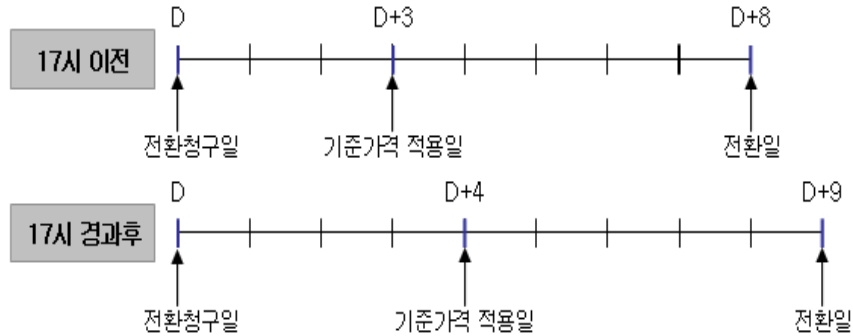 D D+3 D+8
17시 이전
전환청구일 기준가격 적용일 전환일
D D+4 D+9
17시 경과후
전환청구일 기준가격 적용일 전환일